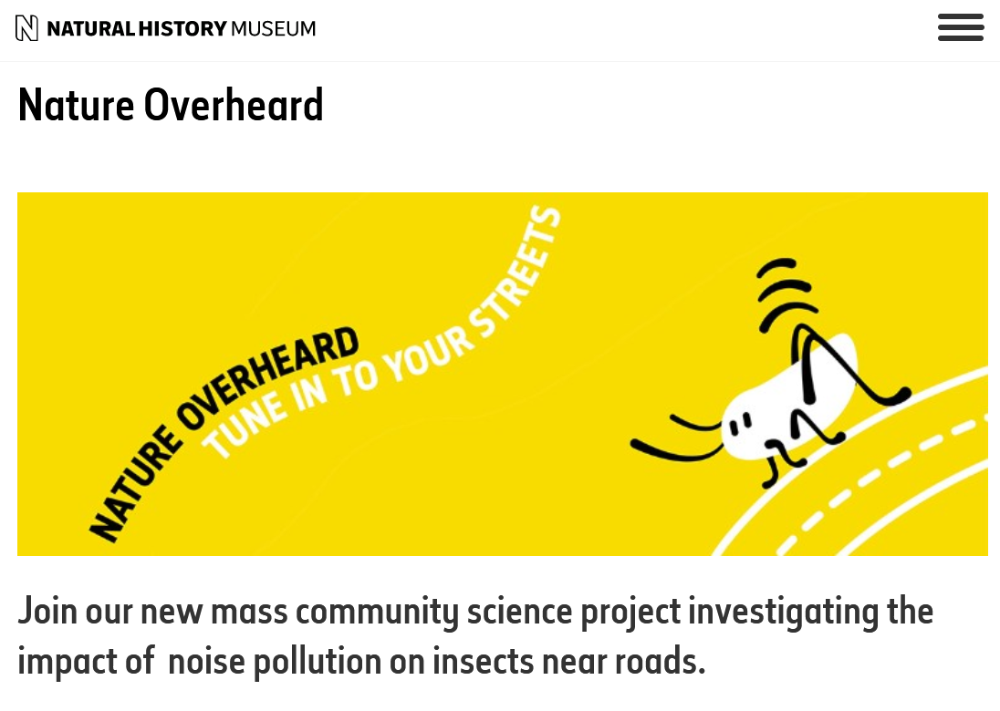 NATURAL HISTORY MUSEUM
Nature Overheard
NATURE OVERHEARD
TUNE IN TO YOUR STREETS
Join our new mass community science project investigating the
impact of noise pollution on insects near roads.